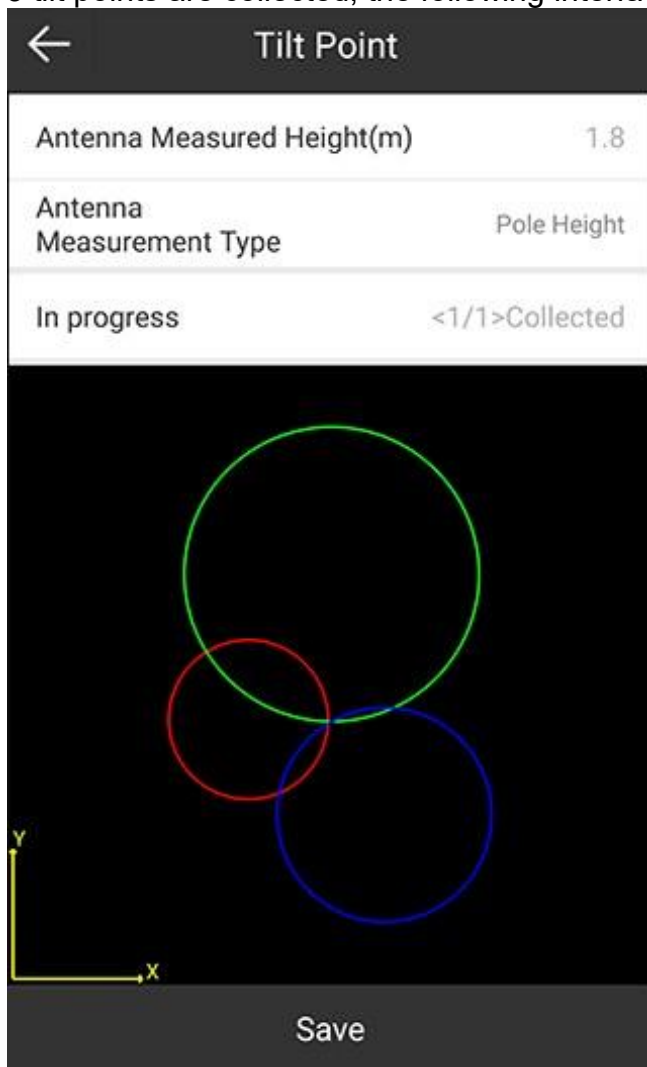 Tilt Point
Antenna Measured Height(m) 1.8
Antenna
Measurement Type Pole Height
In progress <1/1>Collected
Y
X
Save